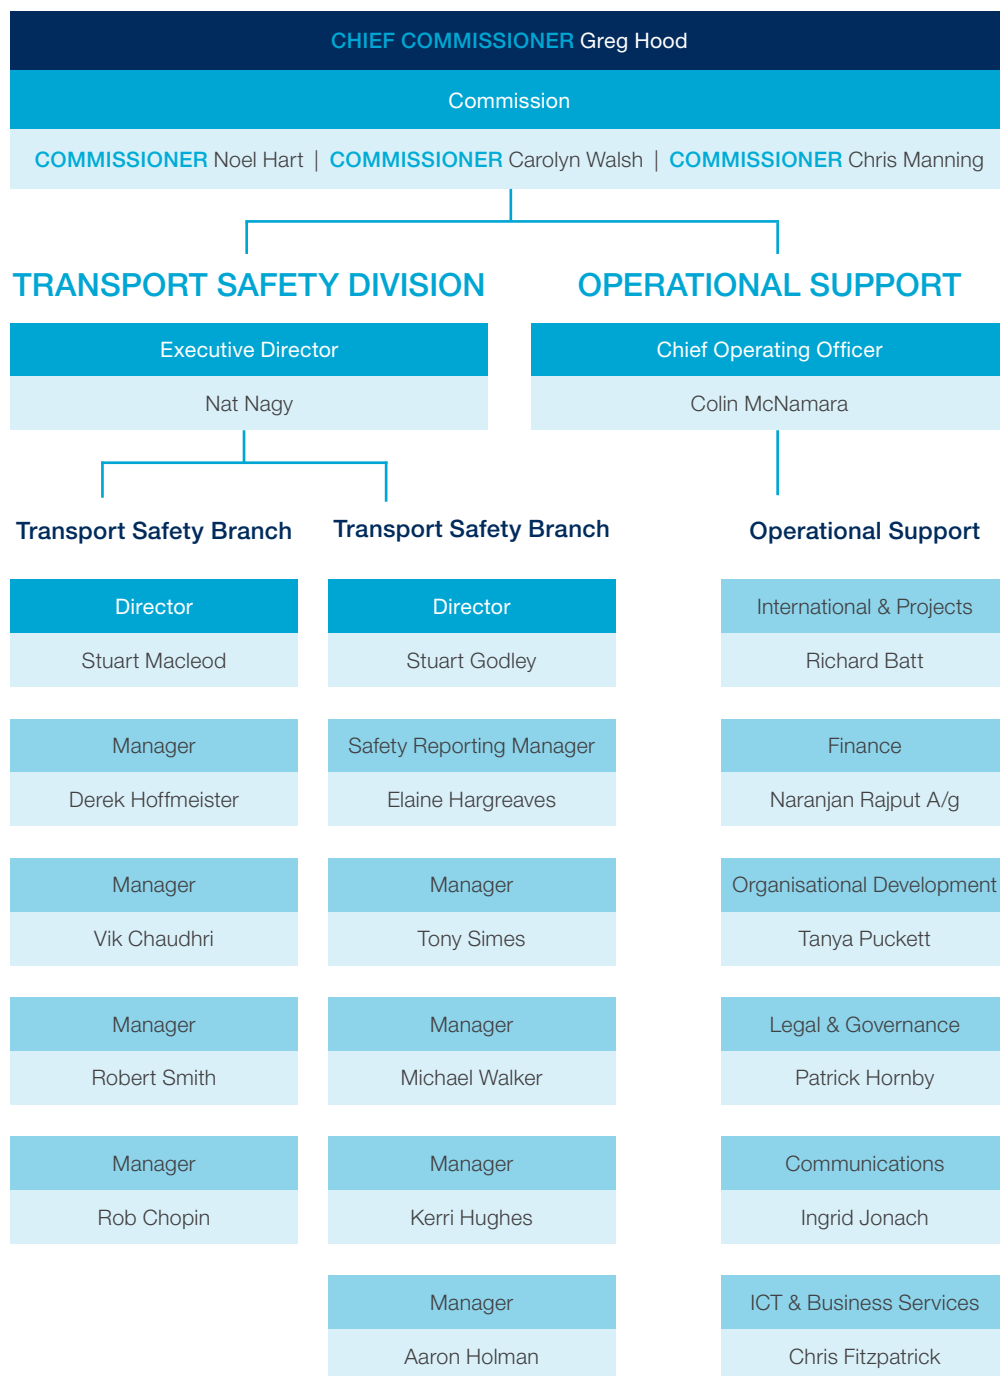 CHIEF COMMISSIONER Greg Hood
Commission
COMMISSIONER Noel Hart | COMMISSIONER Carolyn Walsh | COMMISSIONER Chris Manning
TRANSPORT SAFETY DIVISION
Executive Director
Nat Nagy
OPERATIONAL SUPPORT
Chief Operating Officer
Colin McNamara
Transport Safety Branch
Director
Stuart Macleod
Manager
Derek Hoffmeister
Manager
Vik Chaudhri
Manager
Robert Smith
Manager
Rob Chopin
Transport Safety Branch
Director
Stuart Godley
Safety Reporting Manager
Elaine Hargreaves
Manager
Tony Simes
Manager
Michael Walker
Manager
Kerri Hughes
Manager
Aaron Holman
Operational Support
International & Projects
Richard Batt
Finance
Naranjan Rajput A/g
Organisational Development
Tanya Puckett
Legal & Governance
Patrick Hornby
Communications
Ingrid Jonach
ICT & Business Services
Chris Fitzpatrick